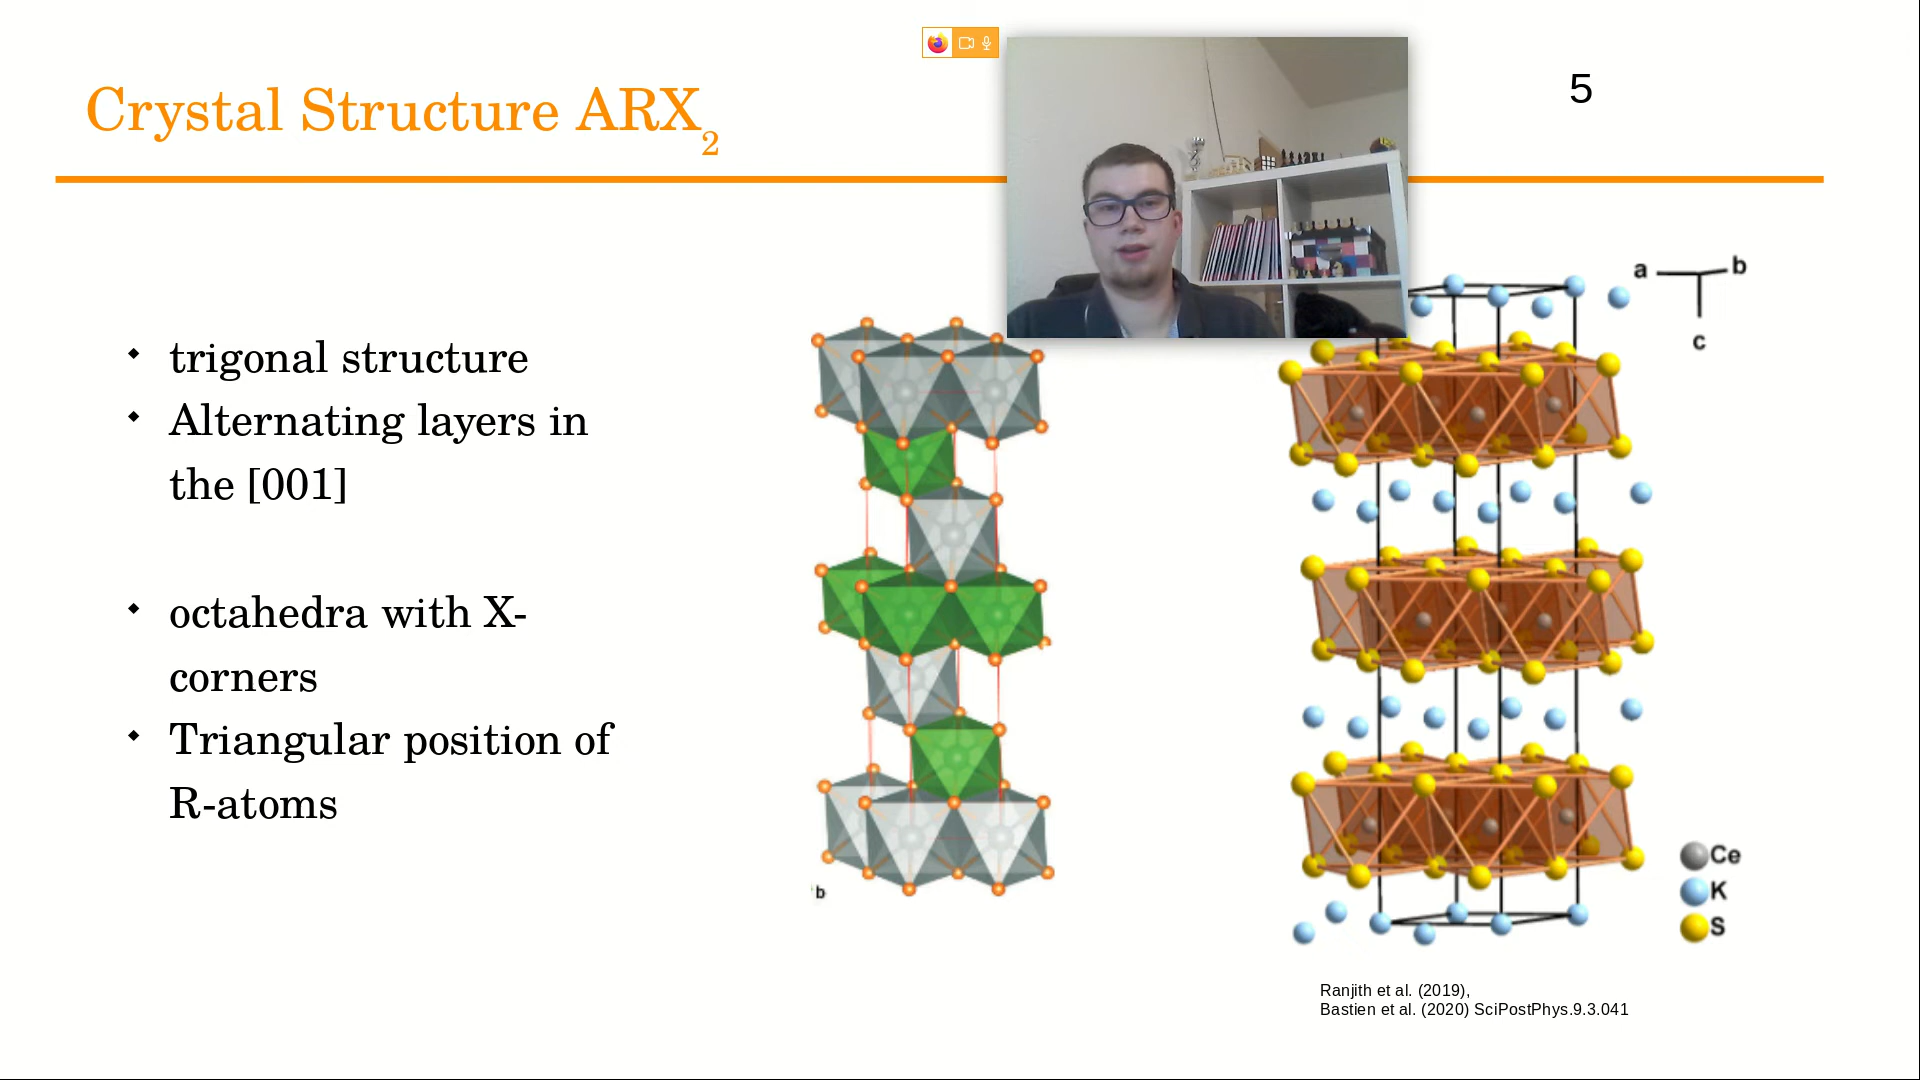 5
Crystal Structure ARX₂
a b
c
trigonal structure
Alternating layers in
the [001]
octahedra with X-
corners
Triangular position of
R-atoms
b
Ce
K
S
Ranjith et al. (2019),
Bastien et al. (2020) SciPostPhys.9.3.041